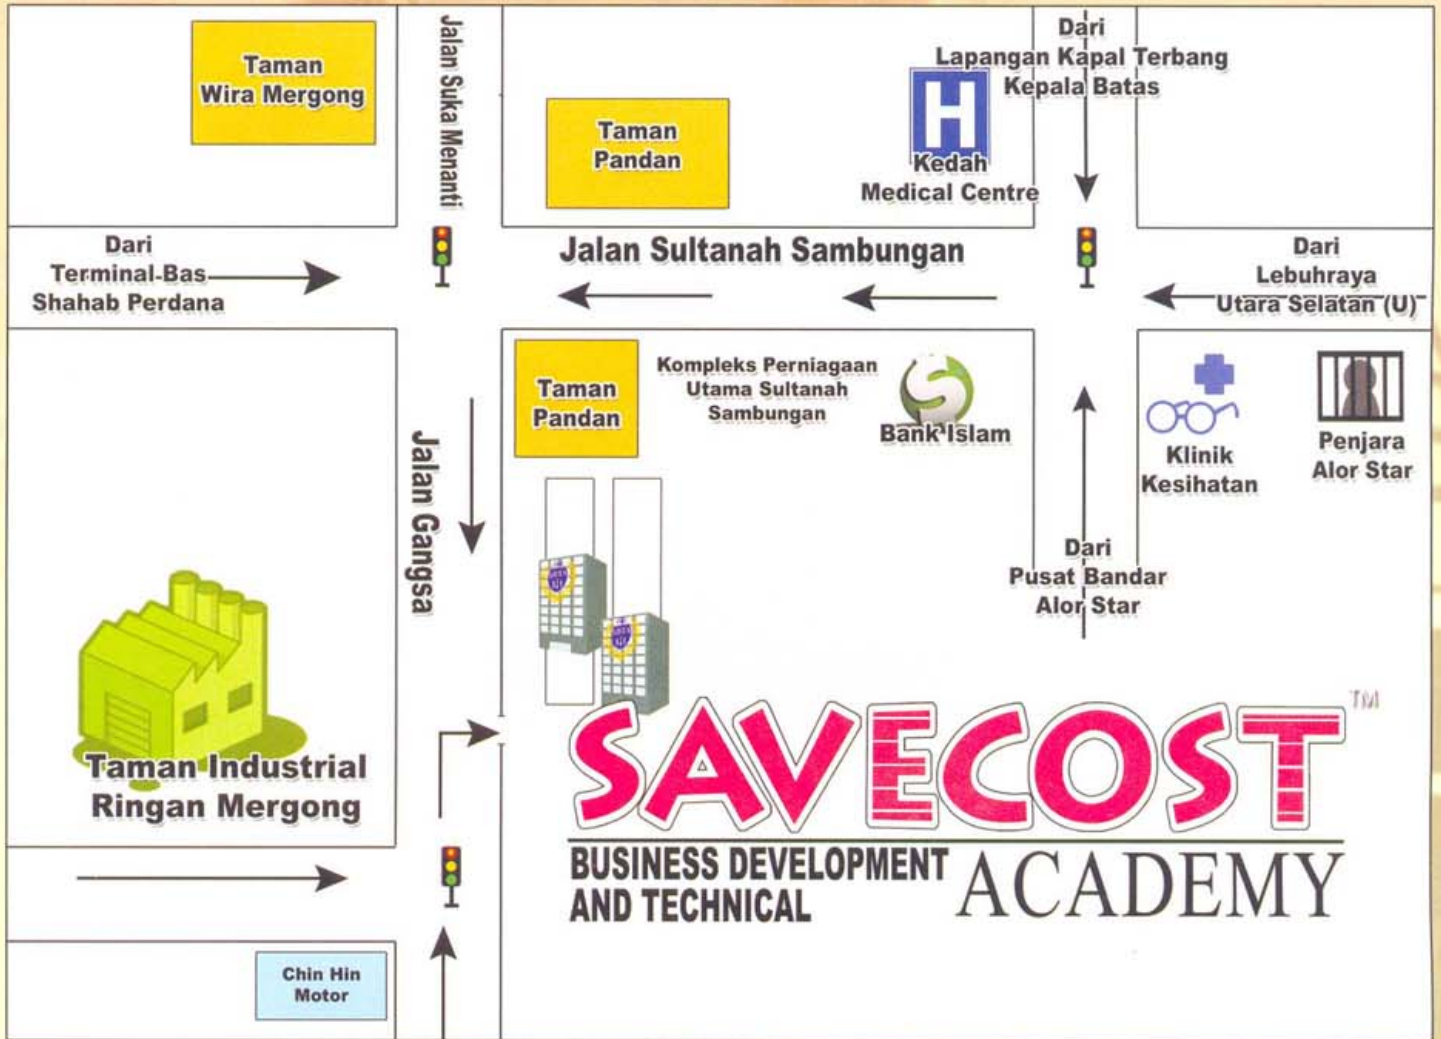 Taman
Wira Mergong
Jalan Suka Menanti
Taman
Pandan
H
Kedah
Medical Centre
Dari
Lapangan Kapal Terbang
Kepala Batas
Dari
Terminal Bas
Shahab Perdana
Jalan Sultanah Sambungan
Dari
Lebuhraya
Utara Selatan (U)
Taman
Pandan
Kompleks Perniagaan
Utama Sultanah
Sambungan
Bank Islam
Klinik
Kesihatan
Penjara
Alor Star
Jalan Gangsa
Dari
Pusat Bandar
Alor Star
Taman Industrial
Ringan Mergong
SAVECOST TM
BUSINESS DEVELOPMENT
AND TECHNICAL
ACADEMY
Chin Hin
Motor